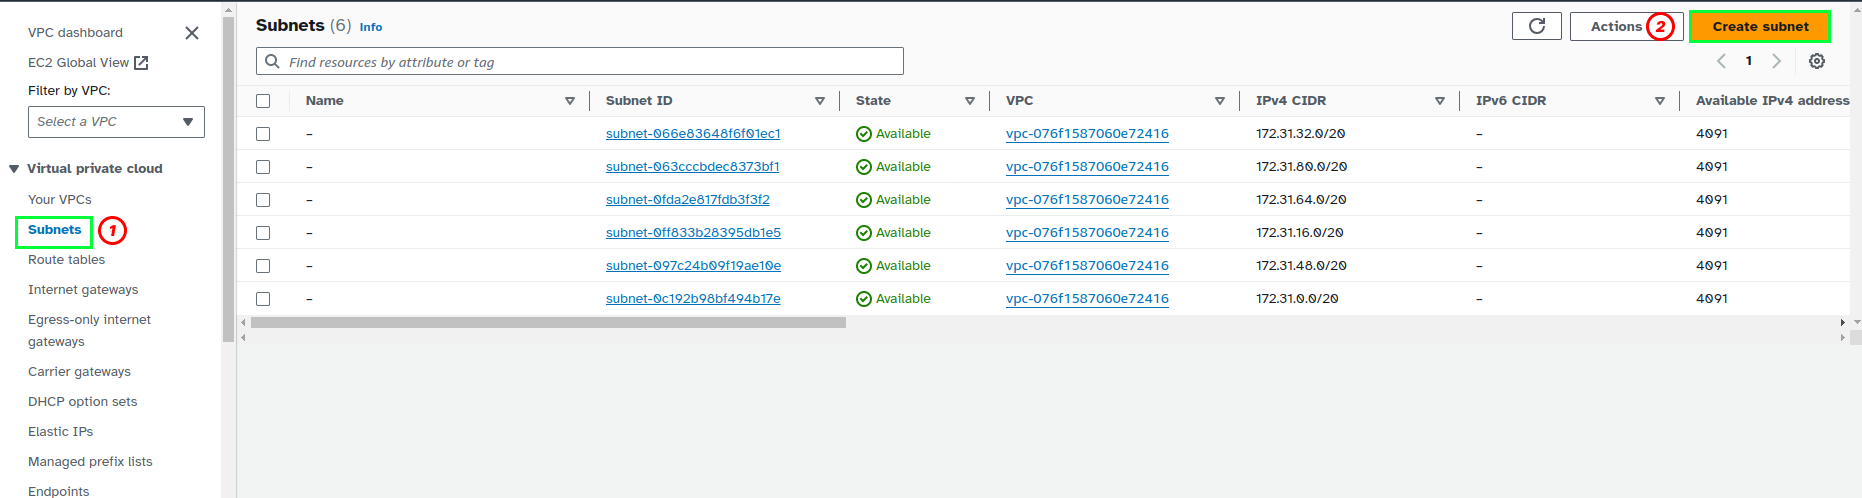 VPC dashboard
EC2 Global View
Filter by VPC:
Select a VPC
Virtual private cloud
Your VPCs
Subnets 1
Route tables
Internet gateways
Egress-only internet
gateways
Carrier gateways
DHCP option sets
Elastic IPs
Managed prefix lists
Endpoints
Subnets (6) Info
Actions 2 Create subnet
Find resources by attribute or tag
1
Name Subnet ID State VPC IPv4 CIDR IPv6 CIDR Available IPv4 address
– subnet-066e83648f6f01ec1 Available vpc-076f1587060e72416 172.31.32.0/20 – 4091
– subnet-063cccbdec8373bf1 Available vpc-076f1587060e72416 172.31.80.0/20 – 4091
– subnet-0fda2e817fdb3f3f2 Available vpc-076f1587060e72416 172.31.64.0/20 – 4091
– subnet-0ff833b28395db1e5 Available vpc-076f1587060e72416 172.31.16.0/20 – 4091
– subnet-097c24b09f19ae10e Available vpc-076f1587060e72416 172.31.48.0/20 – 4091
– subnet-0c192b98bf494b17e Available vpc-076f1587060e72416 172.31.0.0/20 – 4091